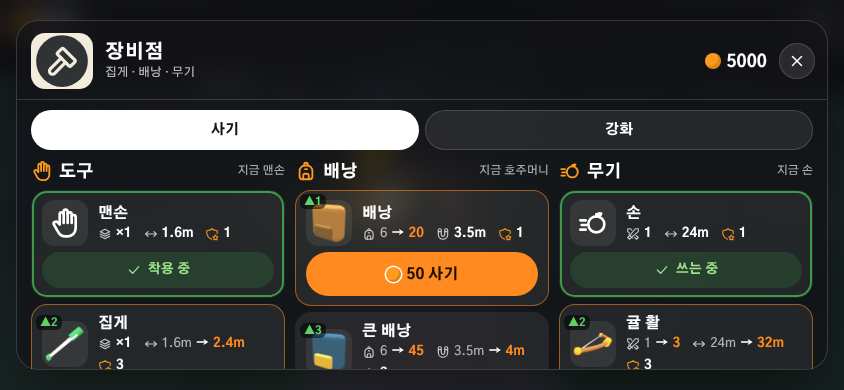 장비점
집게 · 배낭 · 무기
5000
사기
강화
도구
지금 맨손
맨손
×1
1.6m
1
착용 중
▲2
집게
×1
1.6m → 2.4m
3
배낭
지금 호주머니
▲1
배낭
6 → 20
3.5m
1
50 사기
▲3
큰 배낭
6 → 45
3.5m → 4m
무기
지금 손
손
1
24m
1
쓰는 중
▲2
귤 활
1 → 3
24m → 32m
3